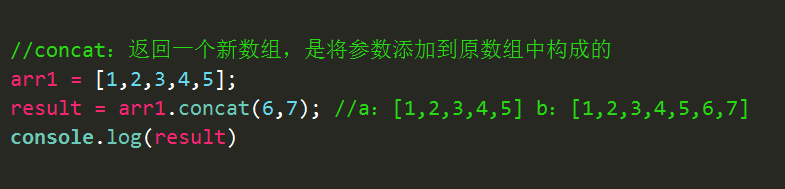 //concat：返回一个新数组，是将参数添加到原数组中构成的
arr1 = [1,2,3,4,5];
result = arr1.concat(6,7); //a：[1,2,3,4,5] b：[1,2,3,4,5,6,7]
console.log(result)